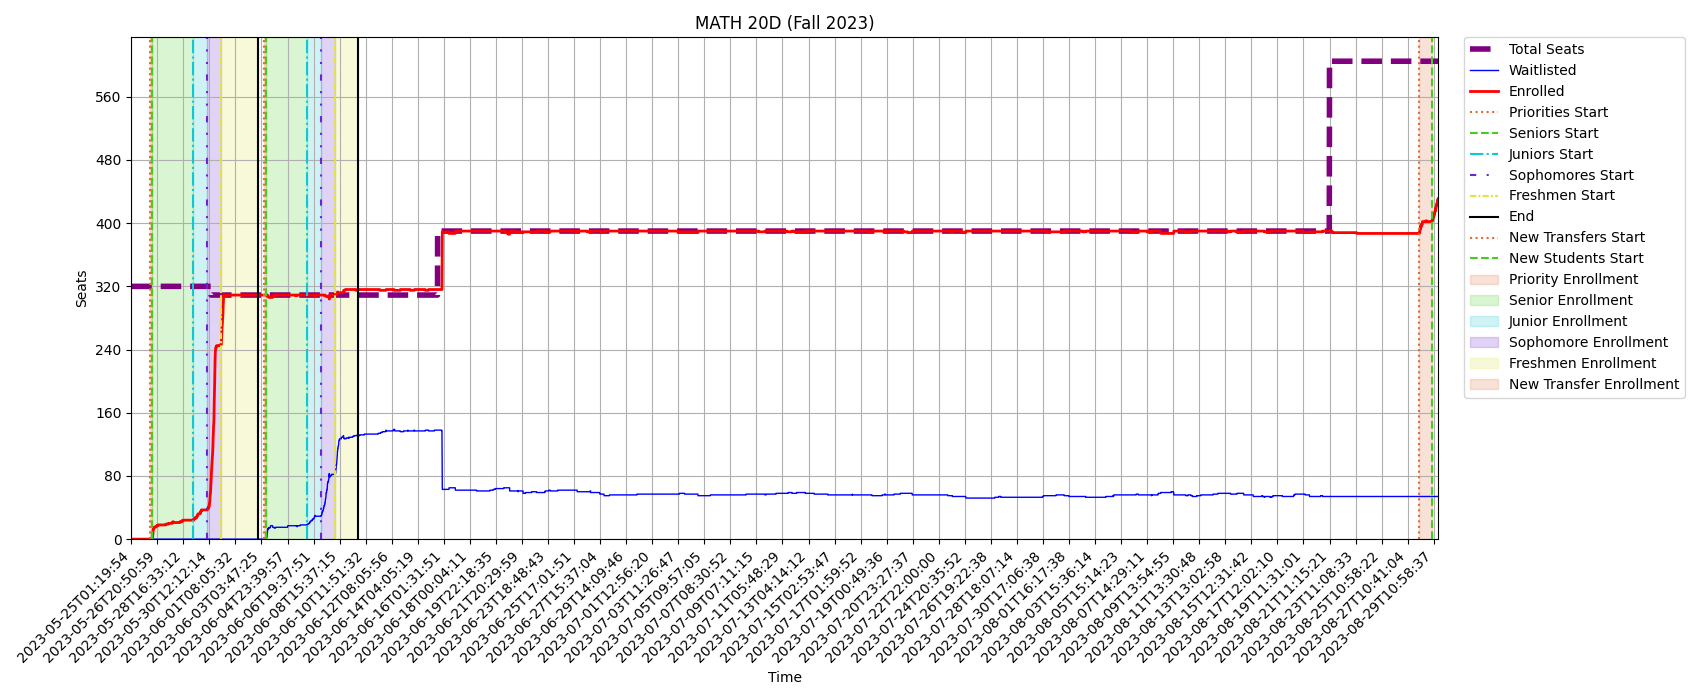 MATH 20D (Fall 2023)
Seats
560
480
400
320
240
160
80
0
2023-05-25T01:19:54
2023-05-26T20:50:59
2023-05-28T16:33:12
2023-05-30T12:12:14
2023-06-01T08:05:32
2023-06-03T03:47:25
2023-06-04T23:39:57
2023-06-06T19:37:51
2023-06-08T15:37:15
2023-06-10T11:51:32
2023-06-12T08:05:56
2023-06-14T04:05:19
2023-06-16T01:31:51
2023-06-18T00:04:11
2023-06-19T22:18:35
2023-06-21T20:29:59
2023-06-23T18:48:43
2023-06-25T17:01:51
2023-06-27T15:37:04
2023-06-29T14:09:46
2023-07-01T12:56:20
2023-07-03T11:26:47
2023-07-05T09:57:05
2023-07-07T08:30:52
2023-07-09T07:11:15
2023-07-11T05:48:29
2023-07-13T04:14:12
2023-07-15T02:53:47
2023-07-17T01:59:52
2023-07-19T00:49:36
2023-07-20T23:27:37
2023-07-22T22:00:00
2023-07-24T20:35:52
2023-07-26T19:22:38
2023-07-28T18:07:14
2023-07-30T17:06:38
2023-08-01T16:17:38
2023-08-03T15:36:14
2023-08-05T15:14:23
2023-08-07T14:29:11
2023-08-09T13:54:55
2023-08-11T13:30:48
2023-08-13T13:02:58
2023-08-15T12:31:42
2023-08-17T12:02:10
2023-08-19T11:31:01
2023-08-21T11:15:21
2023-08-23T11:08:33
2023-08-25T10:58:22
2023-08-27T10:41:04
2023-08-29T10:58:37
Time
Total Seats
Waitlisted
Enrolled
Priorities Start
Seniors Start
Juniors Start
Sophomores Start
Freshmen Start
End
New Transfers Start
New Students Start
Priority Enrollment
Senior Enrollment
Junior Enrollment
Sophomore Enrollment
Freshmen Enrollment
New Transfer Enrollment